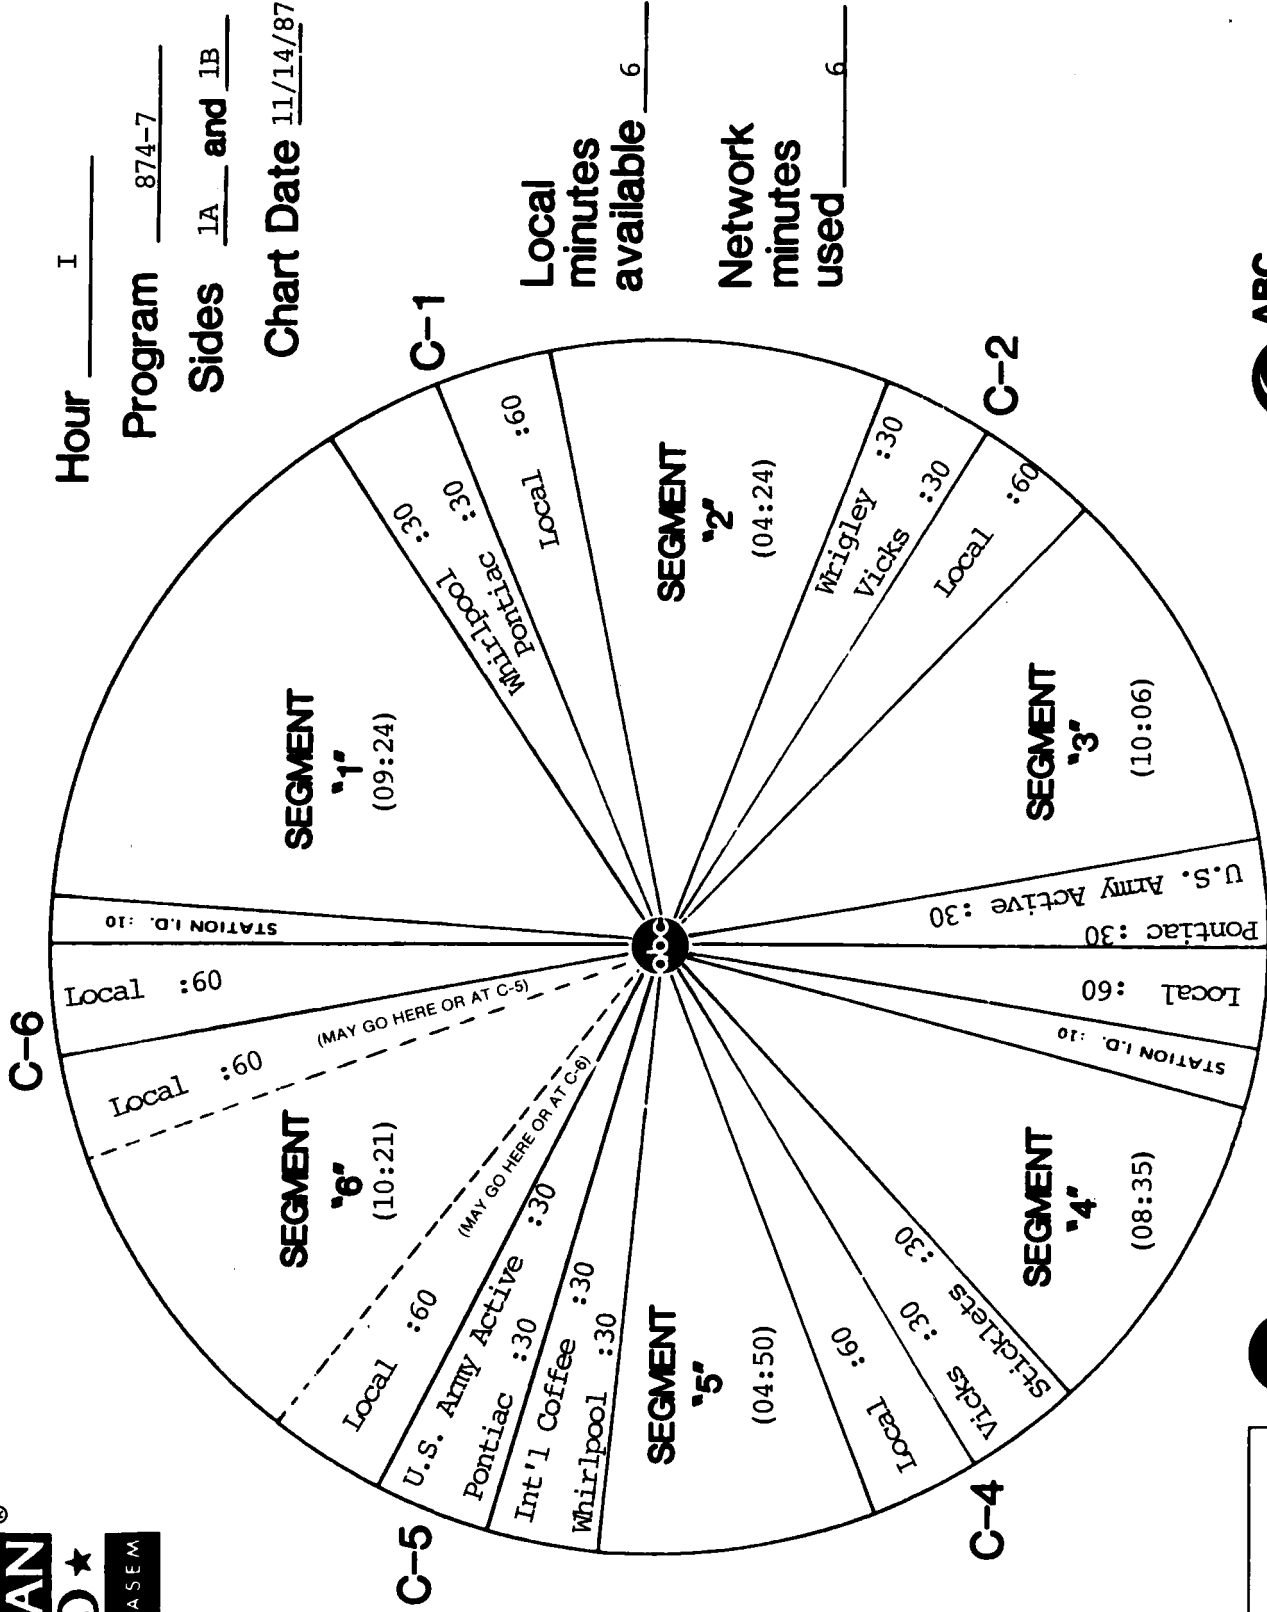 Hour I
Program 874-7
Sides 1A and 1B
Chart Date 11/14/87
Local
minutes
available 6
Network
minutes
used 6
STATION I.D. :10
SEGMENT
"1"
(09:24)
Whirlpool :30
Pontiac :30
C-1
Local :60
SEGMENT
"2"
(04:24)
Wrigley :30
Vicks :30
C-2
Local :60
SEGMENT
"3"
(10:06)
U.S. Army Active :30
Pontiac :30
Local :60
STATION I.D. :10
SEGMENT
"4"
(08:35)
Sticklets :30
Vicks :30
C-4
Local :60
SEGMENT
"5"
(04:50)
Whirlpool :30
Int'l Coffee :30
C-5
Pontiac :30
U.S. Army Active :30
Local :60
(MAY GO HERE OR AT C-6)
SEGMENT
"6"
(10:21)
Local :60
(MAY GO HERE OR AT C-5)
C-6
Local :60
abc
ABC
AN
ASEM